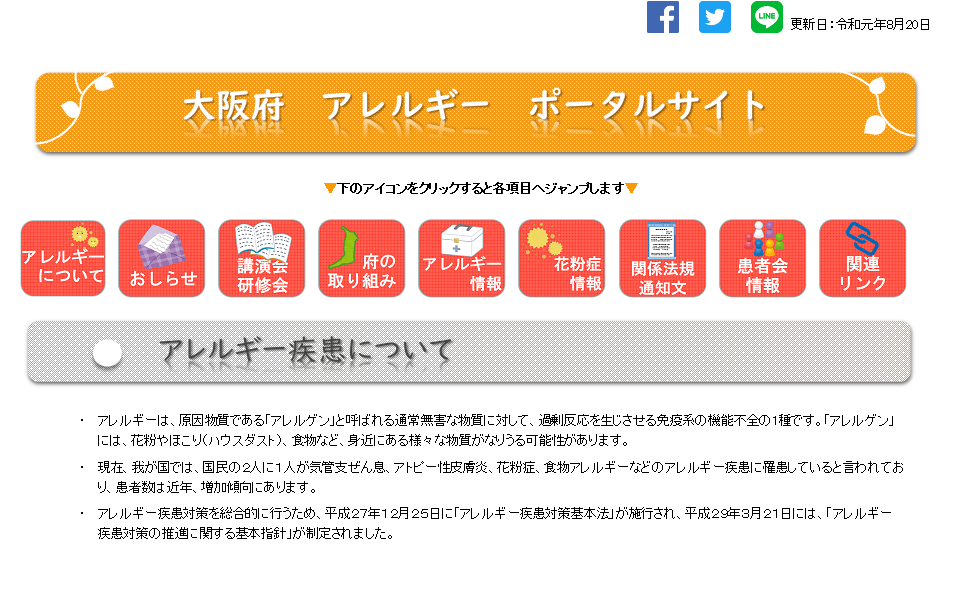 LINE
更新日：令和元年8月20日
大阪府　アレルギー　ポータルサイト
▼下のアイコンをクリックすると各項目へジャンプします▼
アレルギー
について
おしらせ
講演会
研修会
府の
取り組み
アレルギー
情報
花粉症
情報
関係法規
通知文
患者会
情報
関連
リンク
アレルギー疾患について
・ アレルギーは、原因物質である「アレルゲン」と呼ばれる通常無害な物質に対して、過剰反応を生じさせる免疫系の機能不全の1種です。「アレルゲン」
には、花粉やほこり（ハウスダスト）、食物など、身近にある様々な物質がなりうる可能性があります。
・ 現在、我が国では、国民の２人に１人が気管支ぜん息、アトピー性皮膚炎、花粉症、食物アレルギーなどのアレルギー疾患に罹患していると言われてお
り、患者数は近年、増加傾向にあります。
・ アレルギー疾患対策を総合的に行うため、平成２７年１２月２５日に「アレルギー疾患対策基本法」が施行され、平成２９年３月２１日には、「アレルギー
疾患対策の推進に関する基本指針」が制定されました。